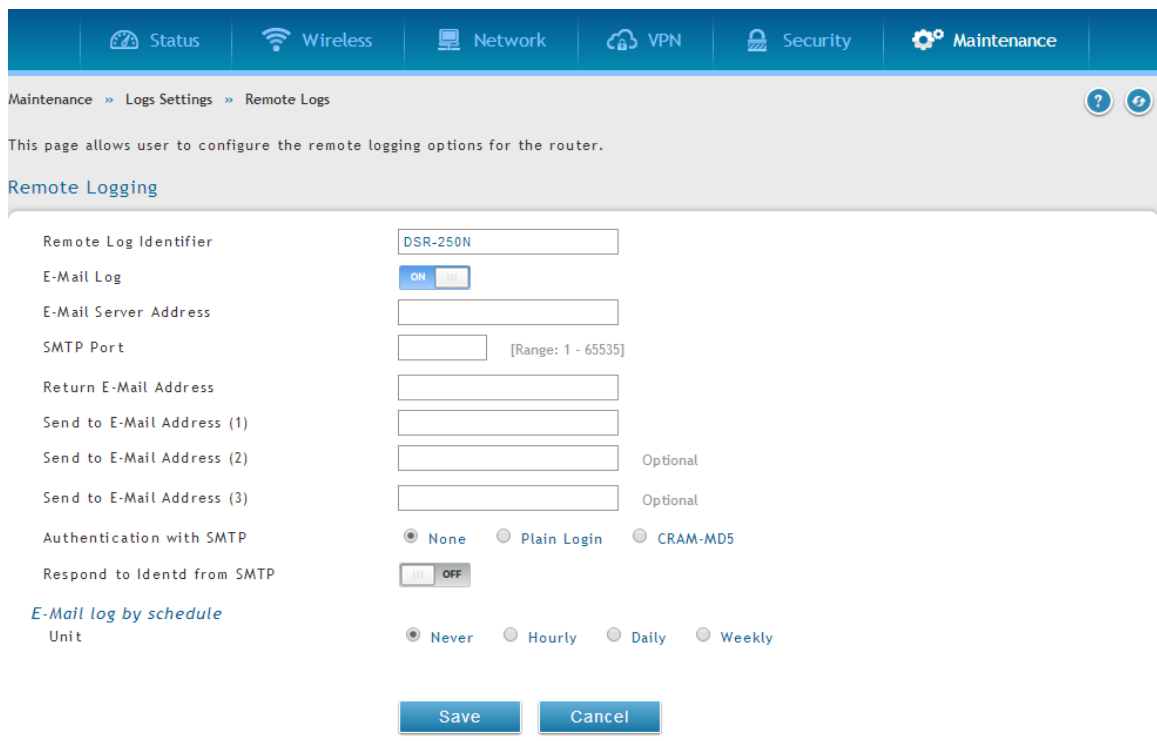 Status Wireless Network VPN Security Maintenance
Maintenance » Logs Settings » Remote Logs ?
This page allows user to configure the remote logging options for the router.
Remote Logging
Remote Log Identifier DSR-250N
E-Mail Log ON
E-Mail Server Address
SMTP Port [Range: 1 - 65535]
Return E-Mail Address
Send to E-Mail Address (1)
Send to E-Mail Address (2) Optional
Send to E-Mail Address (3) Optional
Authentication with SMTP None Plain Login CRAM-MD5
Respond to Identd from SMTP OFF
E-Mail log by schedule
Unit Never Hourly Daily Weekly
Save Cancel